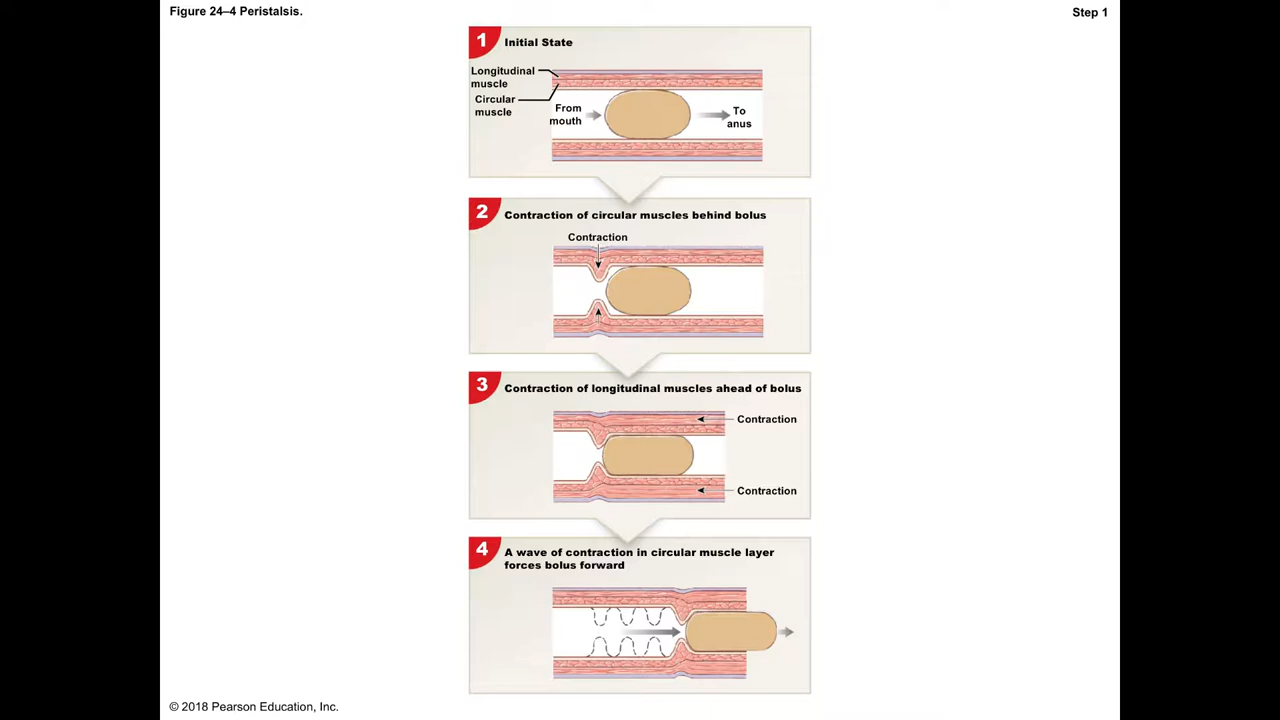 Figure 24–4 Peristalsis.
Step 1
1
Initial State
Longitudinal
muscle
Circular
muscle
From
mouth
To
anus
2
Contraction of circular muscles behind bolus
Contraction
3
Contraction of longitudinal muscles ahead of bolus
Contraction
Contraction
4
A wave of contraction in circular muscle layer
forces bolus forward
© 2018 Pearson Education, Inc.